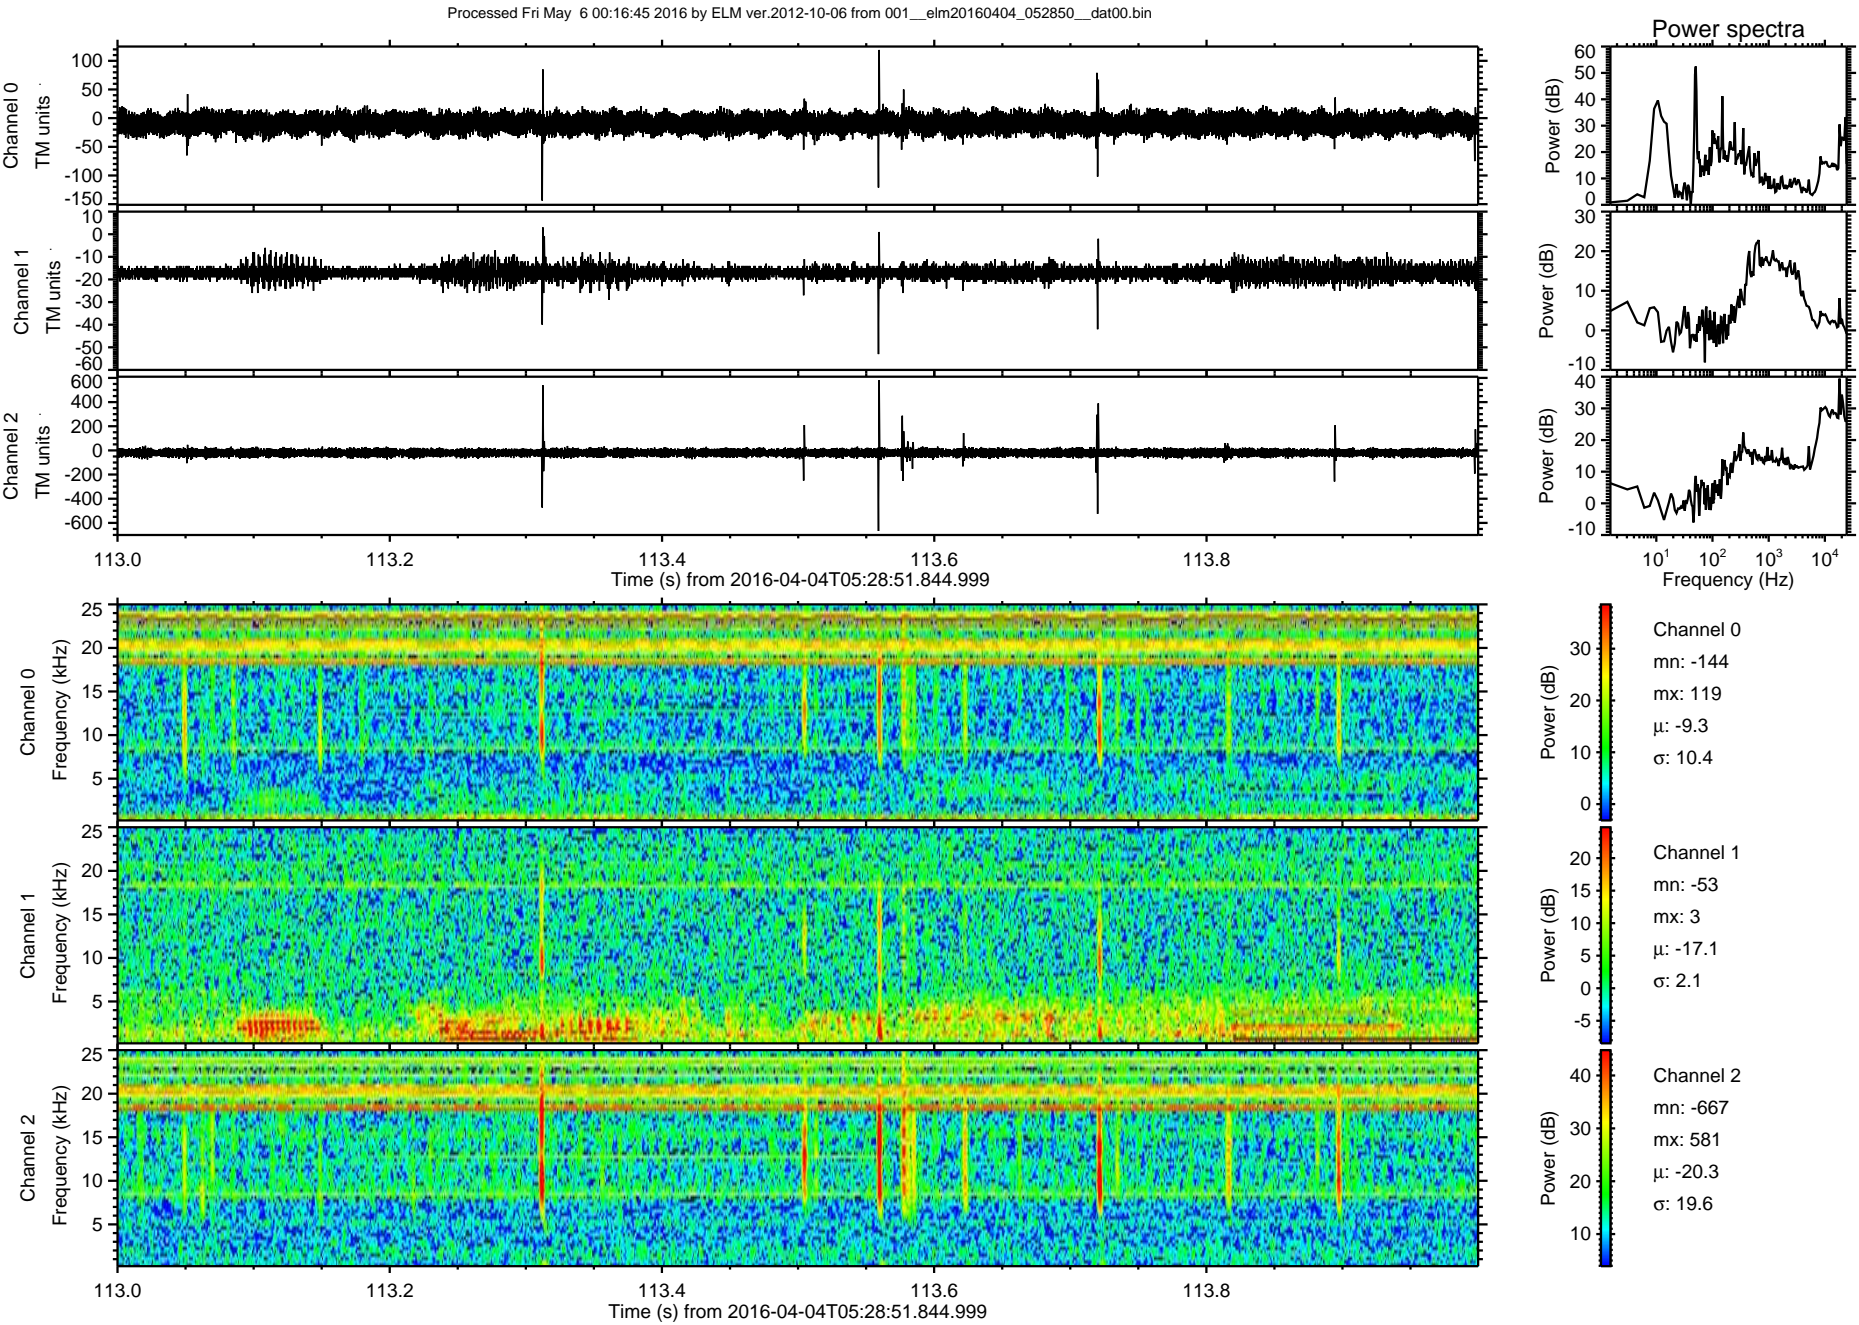 Processed Fri May 6 00:16:45 2016 by ELM ver.2012-10-06 from 001__elm20160404_052850__dat00.bin
Power spectra
Channel 0
TM units
100
50
0
-50
-100
-150
Power (dB)
60
50
40
30
20
10
0
Channel 1
TM units
10
0
-10
-20
-30
-40
-50
-60
Power (dB)
30
20
10
0
-10
Channel 2
TM units
600
400
200
0
-200
-400
-600
Power (dB)
40
30
20
10
0
-10
113.0 113.2 113.4 113.6 113.8
Time (s) from 2016-04-04T05:28:51.844.999
10^1 10^2 10^3 10^4
Frequency (Hz)
Channel 0
Frequency (kHz)
25
20
15
10
5
Power (dB)
30
20
10
0
Channel 0
mn: -144
mx: 119
μ: -9.3
σ: 10.4
Channel 1
Frequency (kHz)
25
20
15
10
5
Power (dB)
20
15
10
5
0
-5
Channel 1
mn: -53
mx: 3
μ: -17.1
σ: 2.1
Channel 2
Frequency (kHz)
25
20
15
10
5
Power (dB)
40
30
20
10
Channel 2
mn: -667
mx: 581
μ: -20.3
σ: 19.6
113.0 113.2 113.4 113.6 113.8
Time (s) from 2016-04-04T05:28:51.844.999